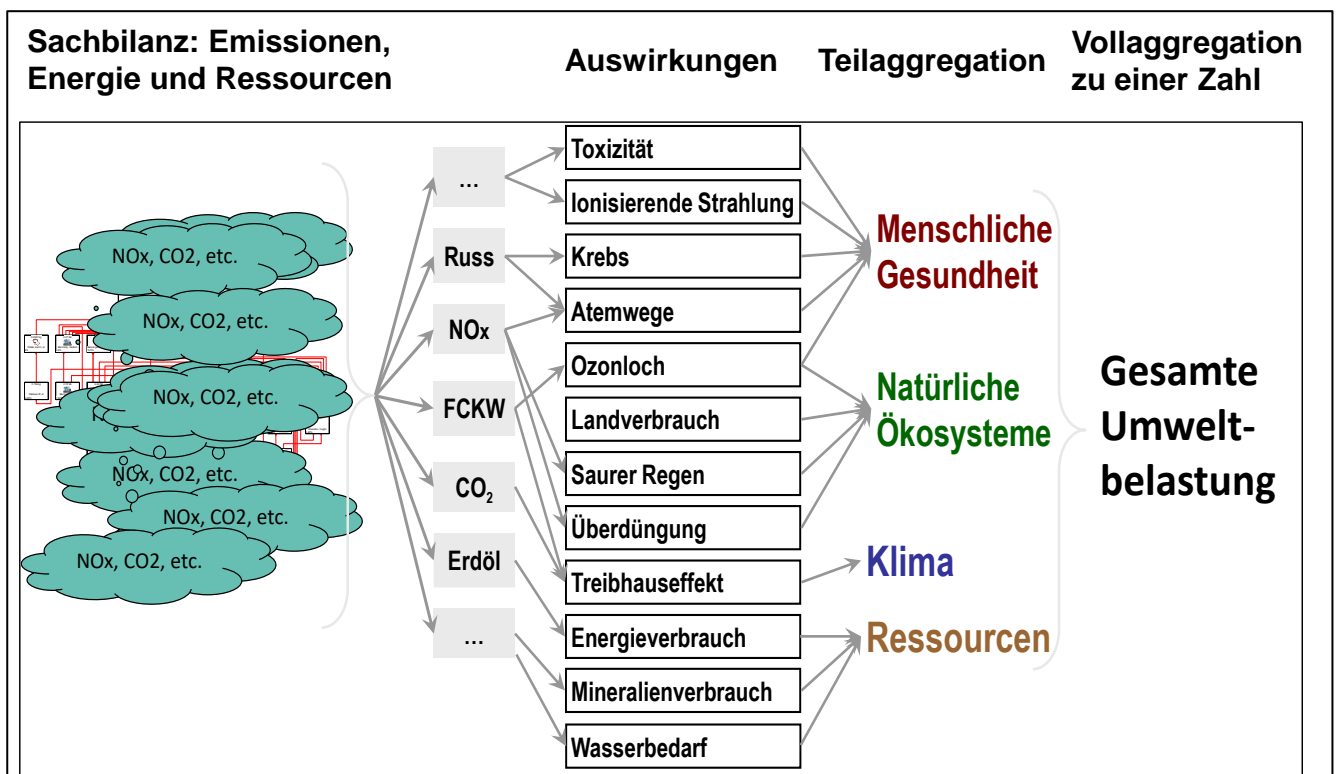 Sachbilanz: Emissionen,
Energie und Ressourcen
Auswirkungen
Teilaggregation
Vollaggregation
zu einer Zahl
NOx, CO2, etc.
NOx, CO2, etc.
NOx, CO2, etc.
NOx, CO2, etc.
NOx, CO2, etc.
NOx, CO2, etc.
...
Russ
NOx
FCKW
CO₂
Erdöl
...
Toxizität
Ionisierende Strahlung
Krebs
Atemwege
Ozonloch
Landverbrauch
Saurer Regen
Überdüngung
Treibhauseffekt
Energieverbrauch
Mineralienverbrauch
Wasserbedarf
Menschliche
Gesundheit
Natürliche
Ökosysteme
Klima
Ressourcen
Gesamte
Umwelt-
belastung